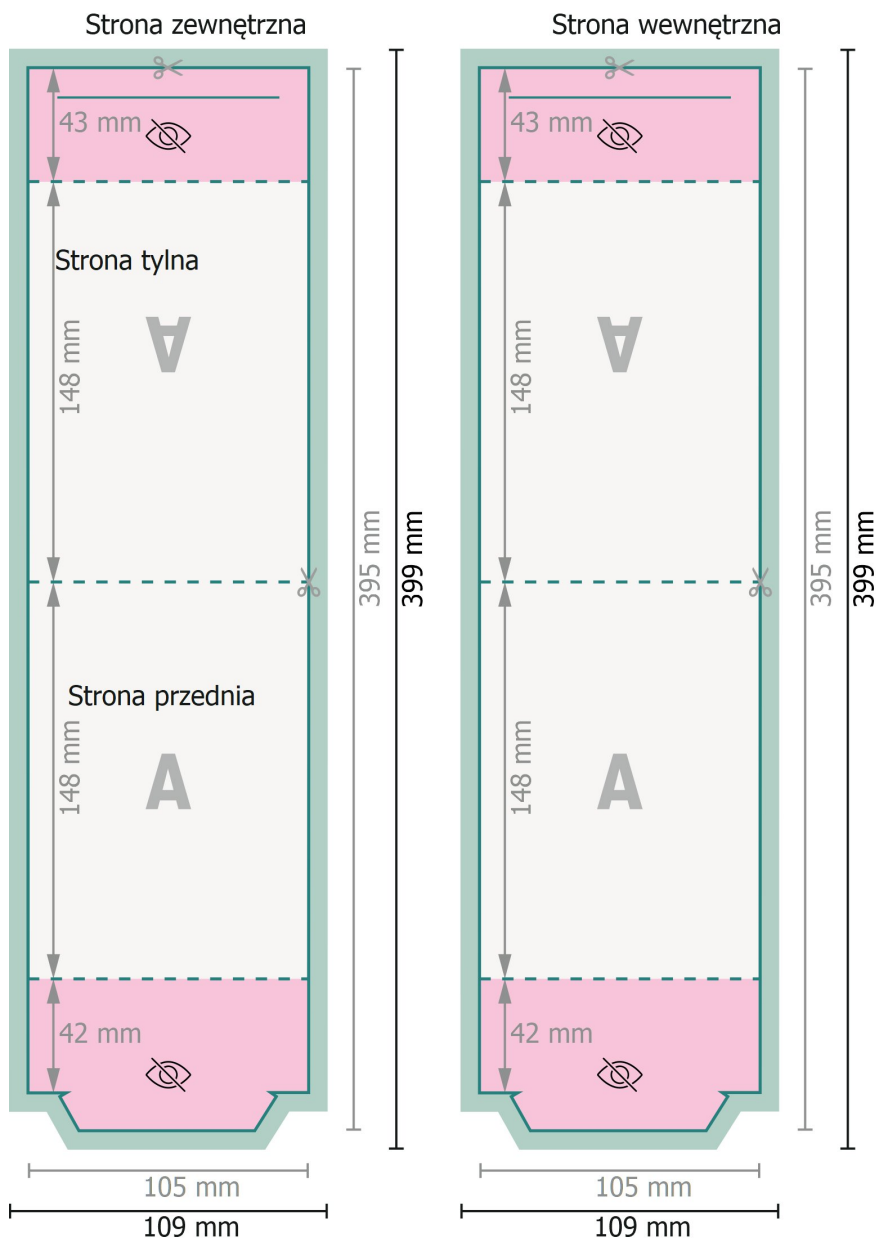 Strona zewnętrzna
43 mm
Strona tylna
A
148 mm
Strona przednia
A
148 mm
42 mm
395 mm
399 mm
105 mm
109 mm
Strona wewnętrzna
43 mm
A
148 mm
A
148 mm
42 mm
395 mm
399 mm
105 mm
109 mm